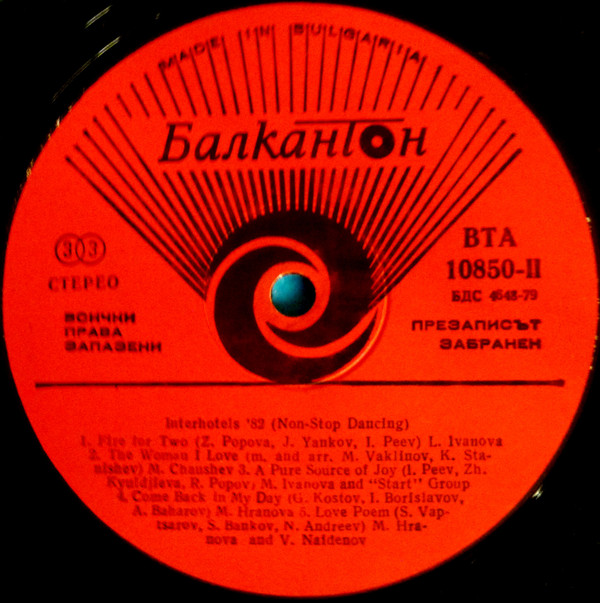 MADE IN BULGARIA
Балкантон
33
СТЕРЕО
ВСИЧКИ
ПРАВА
ЗАПАЗЕНИ
ВТА
10850-II
БДС 4648-79
ПРЕЗАПИСЪТ
ЗАБРАНЕН
Interhotels '82 (Non-Stop Dancing)
1. Fire for Two (Z. Popova, J. Yankov, I. Peev) L. Ivanova
2. The Woman I Love (m. and arr. M. Vaklinov, K. Sta-
nishev) M. Chaushev 3. A Pure Source of Joy (I. Peev, Zh.
Kyuldjieva, R. Popov) M. Ivanova and "Start" Group
4. Come Back in My Day (G. Kostov, I. Borislavov,
A. Baharov) M. Hranova 5. Love Poem (S. Vap-
tsarov, S. Bankov, N. Andreev) M. Hra-
nova and V. Naidenov